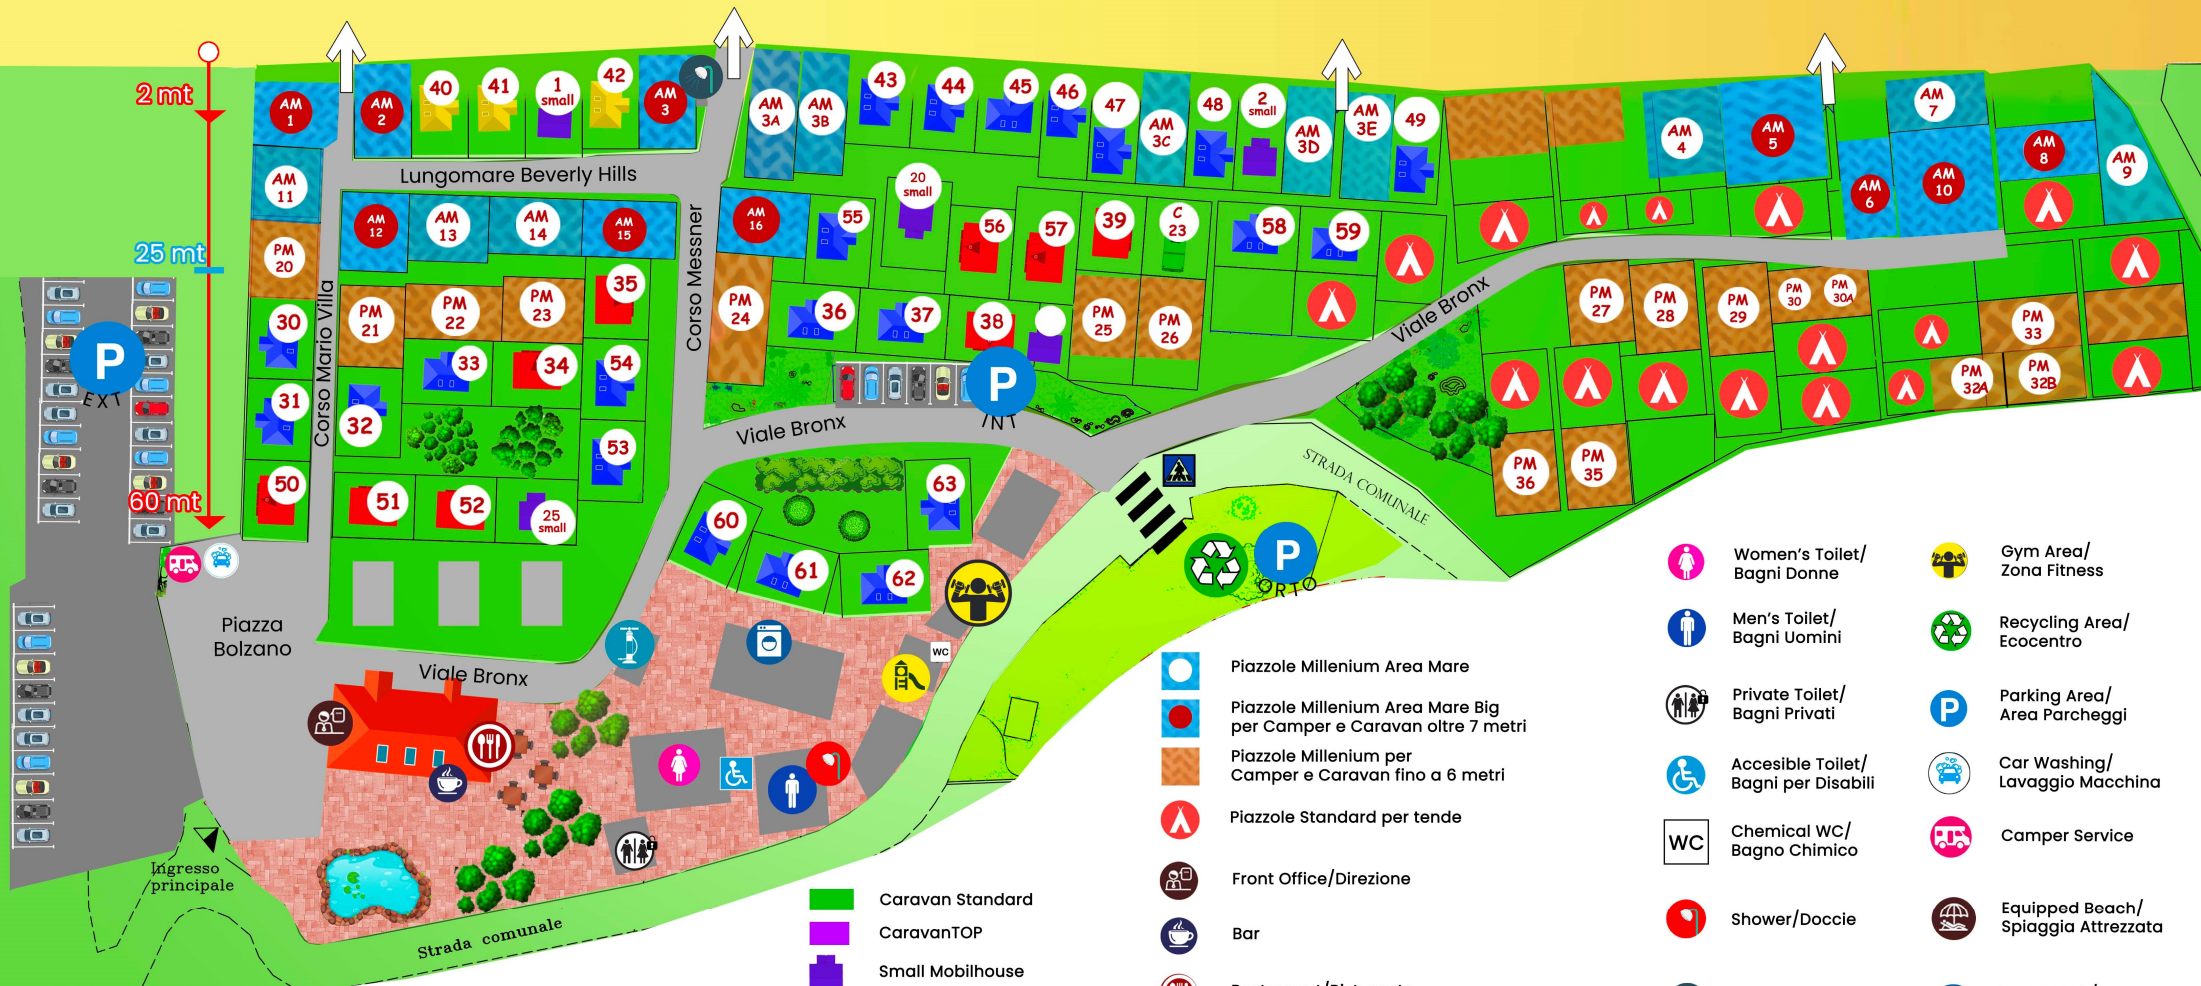 2 mt
25 mt
60 mt
AM
1
AM
2
40
41
1
small
42
AM
3
AM
3A
AM
3B
43
44
45
46
47
AM
3C
48
2
small
AM
3D
AM
3E
49
AM
4
AM
5
AM
6
AM
7
AM
8
AM
9
AM
10
AM
11
Lungomare Beverly Hills
AM
12
AM
13
AM
14
AM
15
AM
16
55
20
small
56
57
39
C
23
58
59
PM
20
PM
21
PM
22
PM
23
35
PM
24
36
37
38
PM
25
PM
26
PM
27
PM
28
PM
29
PM
30
PM
30A
PM
33
PM
32A
PM
32B
PM
36
PM
35
30
31
50
33
34
54
32
53
51
52
25
small
Corso Mario Villa
Corso Messner
Viale Bronx
Viale Bronx
Viale Bronx
P
EXT
P
INT
P
ORTO
60
61
62
63
STRADA COMUNALE
Piazza
Bolzano
WC
Ingresso
principale
Strada comunale
Caravan Standard
CaravanTOP
Small Mobilhouse
Piazzole Millenium Area Mare
Piazzole Millenium Area Mare Big
per Camper e Caravan oltre 7 metri
Piazzole Millenium per
Camper e Caravan fino a 6 metri
Piazzole Standard per tende
Front Office/Direzione
Bar
Women's Toilet/
Bagni Donne
Men's Toilet/
Bagni Uomini
Private Toilet/
Bagni Privati
Accesible Toilet/
Bagni per Disabili
WC
Chemical WC/
Bagno Chimico
Shower/Doccie
Gym Area/
Zona Fitness
Recycling Area/
Ecocentro
P
Parking Area/
Area Parcheggi
Car Washing/
Lavaggio Macchina
Camper Service
Equipped Beach/
Spiaggia Attrezzata